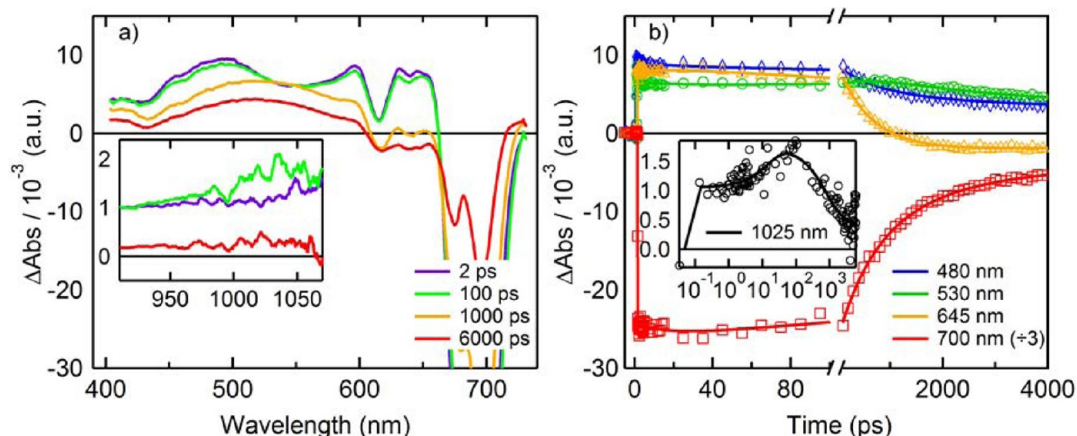 a)
ΔAbs / 10⁻³ (a.u.)
10
0
-10
-20
-30
2
1
0
950 1000 1050
2 ps
100 ps
1000 ps
6000 ps
400 500 600 700
Wavelength (nm)
b)
ΔAbs / 10⁻³ (a.u.)
10
0
-10
-20
-30
1.5
1.0
0.5
0.0
1025 nm
10⁻¹ 10⁰ 10¹ 10² 10³
480 nm
530 nm
645 nm
700 nm (÷3)
0 40 80 2000 4000
Time (ps)